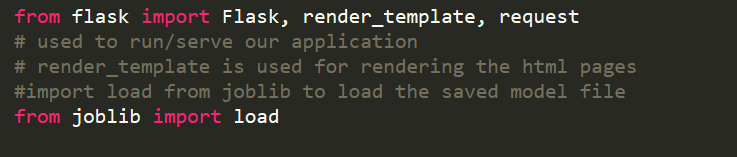 from flask import Flask, render_template, request
# used to run/serve our application
# render_template is used for rendering the html pages
#import load from joblib to load the saved model file
from joblib import load